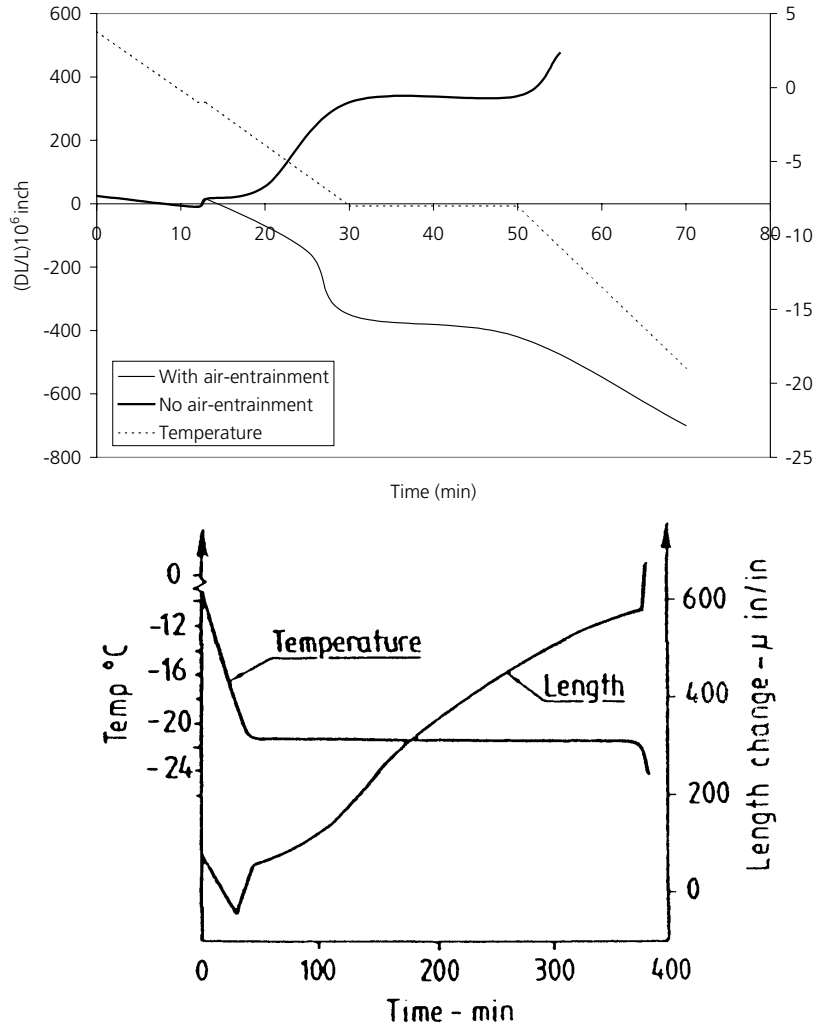 600
400
200
0
-200
-400
-600
-800
(DL/L)10⁶ inch
0 10 20 30 40 50 60 70 80
5
0
-5
-10
-15
-20
-25
With air-entrainment
No air-entrainment
Temperature
Time (min)
0
-12
-16
-20
-24
Temp °C
Temperature
Length
600
400
200
0
Length change - μ in/in
0 100 200 300 400
Time - min